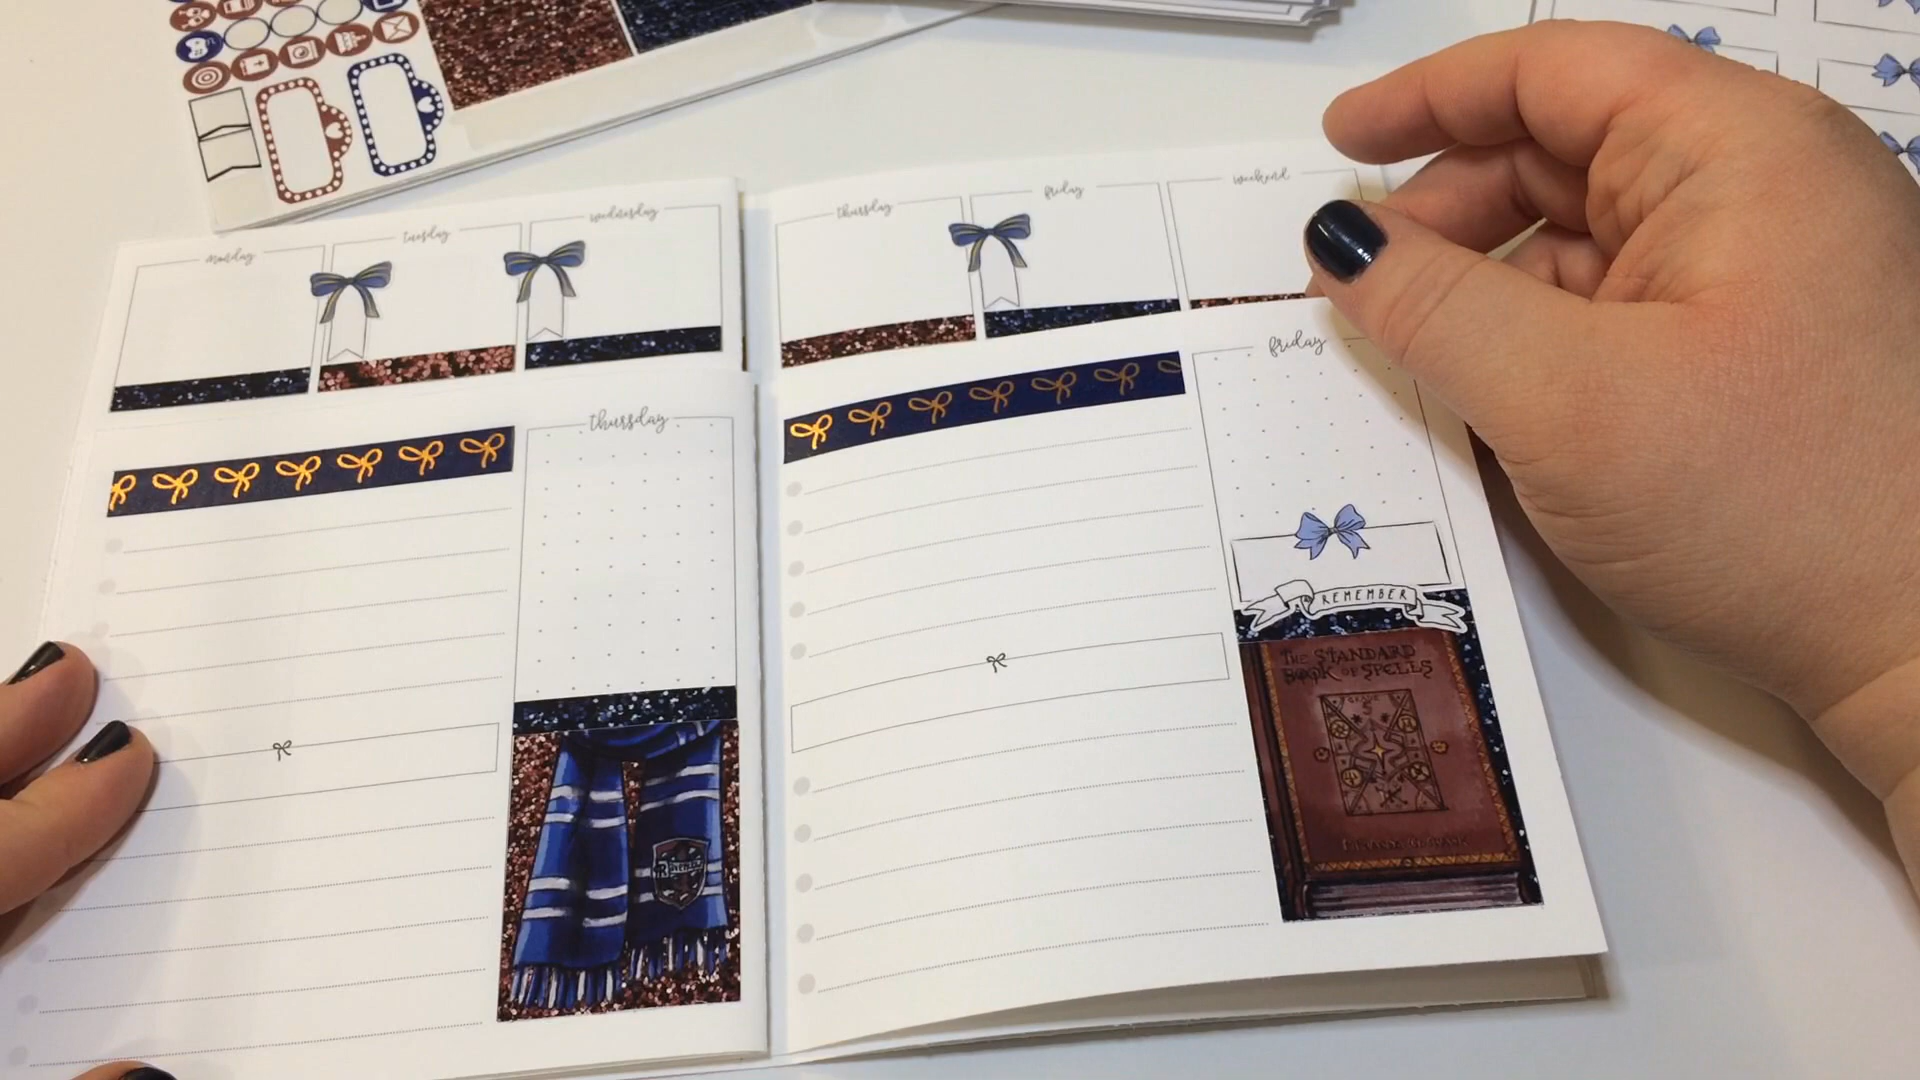 monday
tuesday
wednesday
thursday
friday
weekend
thursday
friday
REMEMBER
THE STANDARD
BOOK OF SPELLS